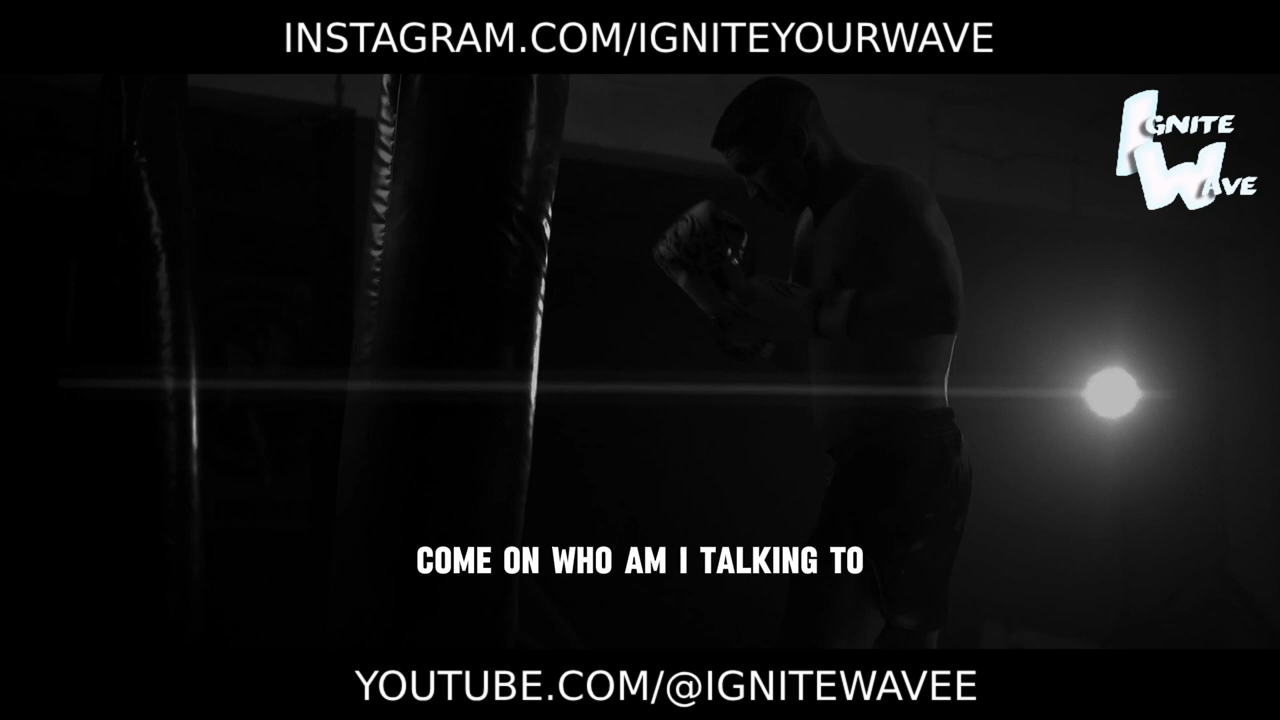 INSTAGRAM.COM/IGNITEYOURWAVE
IGNITE
WAVE
COME ON WHO AM I TALKING TO
YOUTUBE.COM/@IGNITEWAVEE